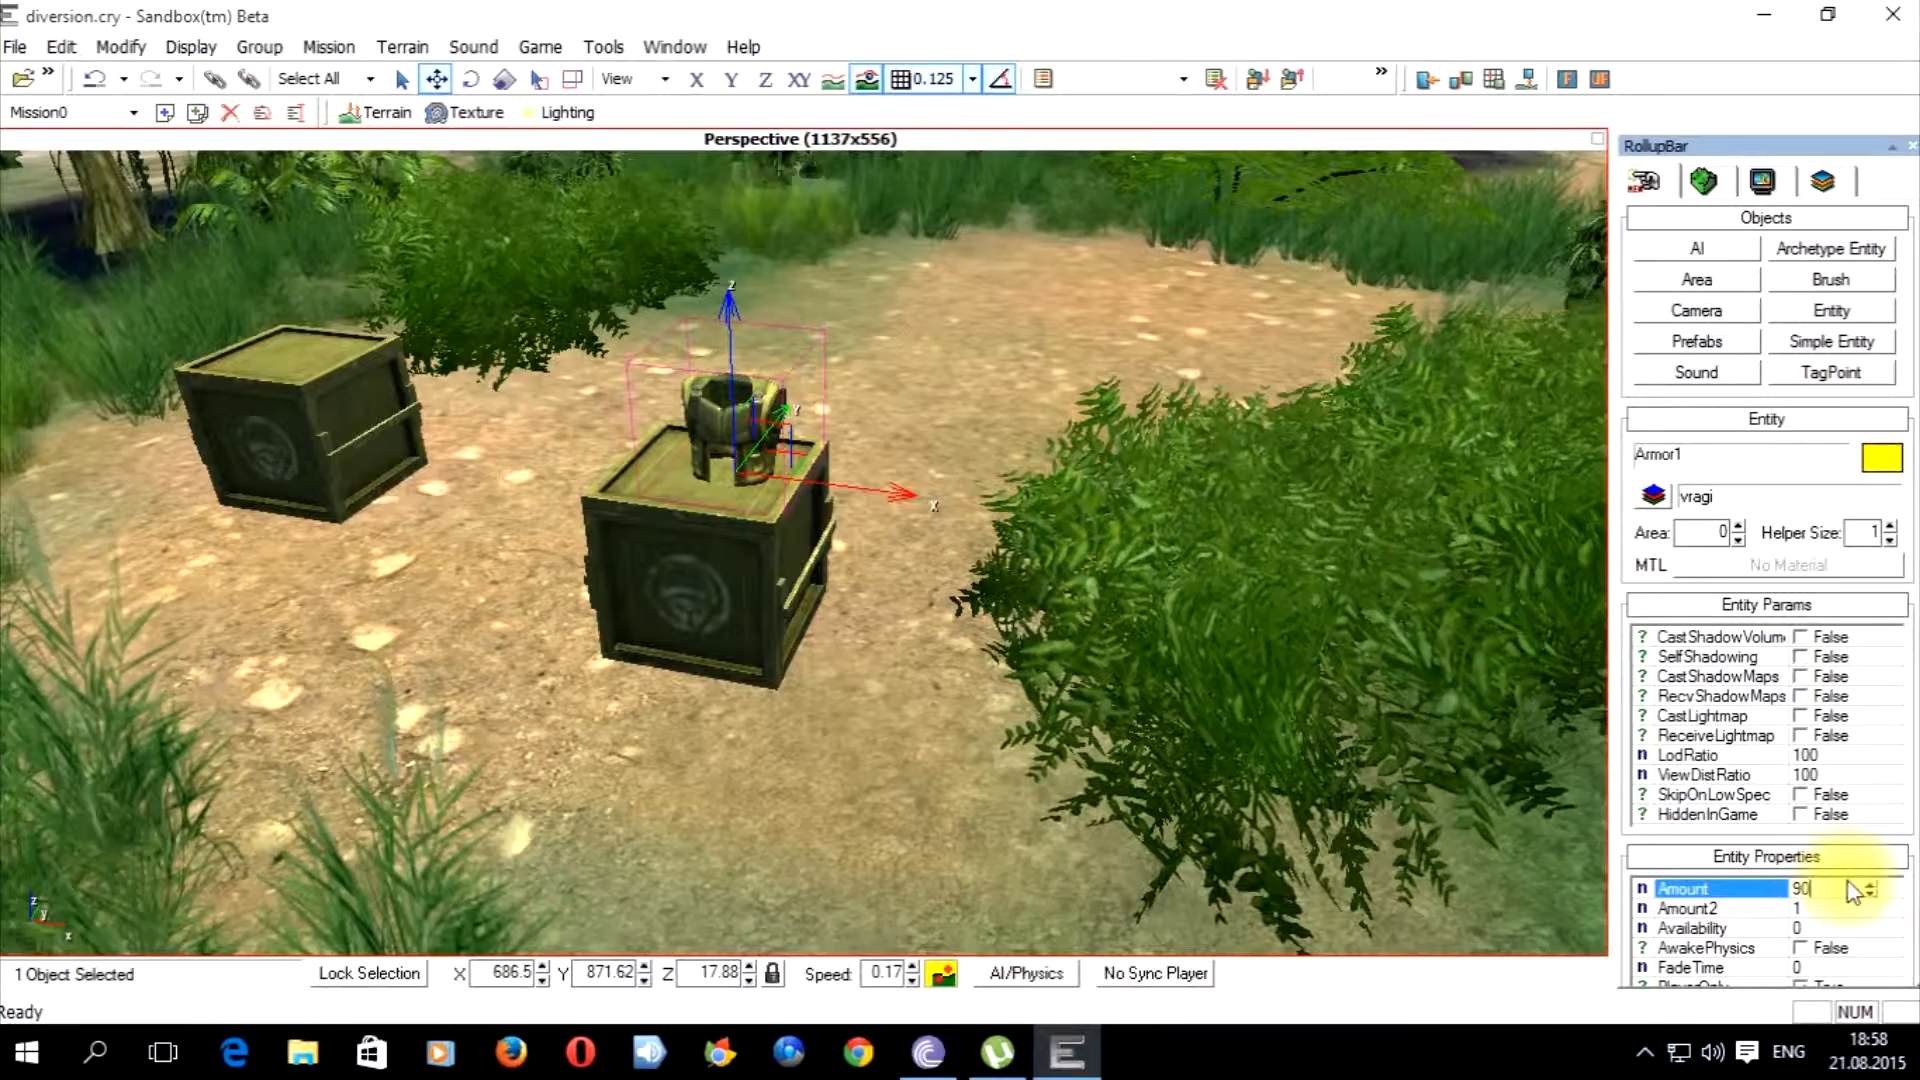 diversion.cry - Sandbox(tm) Beta
File Edit Modify Display Group Mission Terrain Sound Game Tools Window Help
Select All View X Y Z XY 0.125
Mission0 Terrain Texture Lighting
Perspective (1137x556)
RollupBar
Objects
AI Archetype Entity
Area Brush
Camera Entity
Prefabs Simple Entity
Sound TagPoint
Entity
Armor1
vragi
Area: 0 Helper Size: 1
MTL No Material
Entity Params
? CastShadowVolum False
? SelfShadowing False
? CastShadowMaps False
? RecvShadowMaps False
? CastLightmap False
? ReceiveLightmap False
n LodRatio 100
n ViewDistRatio 100
? SkipOnLowSpec False
? HiddenInGame False
Entity Properties
n Amount 90
n Amount2 1
n Availability 0
? AwakePhysics False
n FadeTime 0
? PlayerOnly True
z
Y
x
z
y
x
1 Object Selected Lock Selection X 686.5 Y 871.62 Z 17.88 Speed: 0.17 AI/Physics No Sync Player
Ready NUM
ENG 18:58
21.08.2015